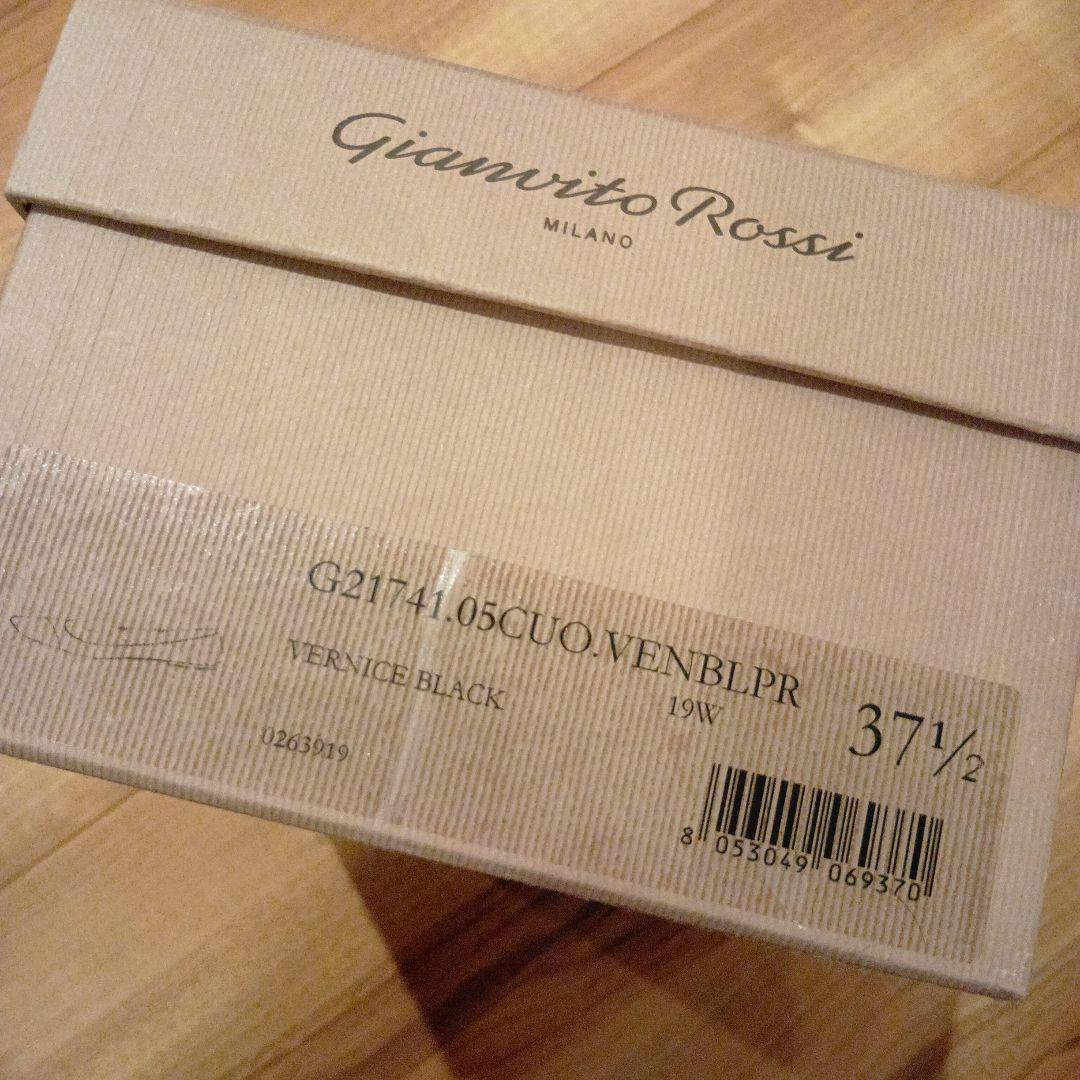 Gianvito Rossi
MILANO
G21741.05CUO.VENBLPR
VERNICE BLACK
19W
37½
0263919
8 053049 069370